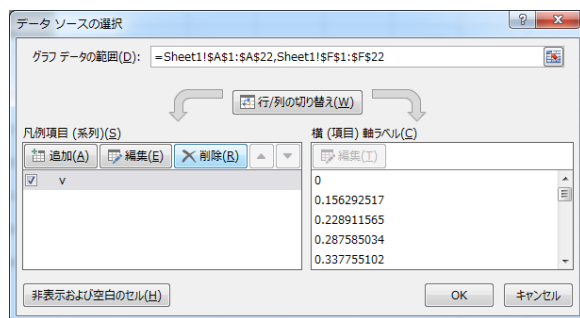 データ ソースの選択
グラフ データの範囲(D): =Sheet1!$A$1:$A$22,Sheet1!$F$1:$F$22
行/列の切り替え(W)
凡例項目 (系列)(S)
横 (項目) 軸ラベル(C)
追加(A) 編集(E) 削除(R)
編集(T)
v
0
0.156292517
0.228911565
0.287585034
0.337755102
非表示および空白のセル(H)
OK キャンセル